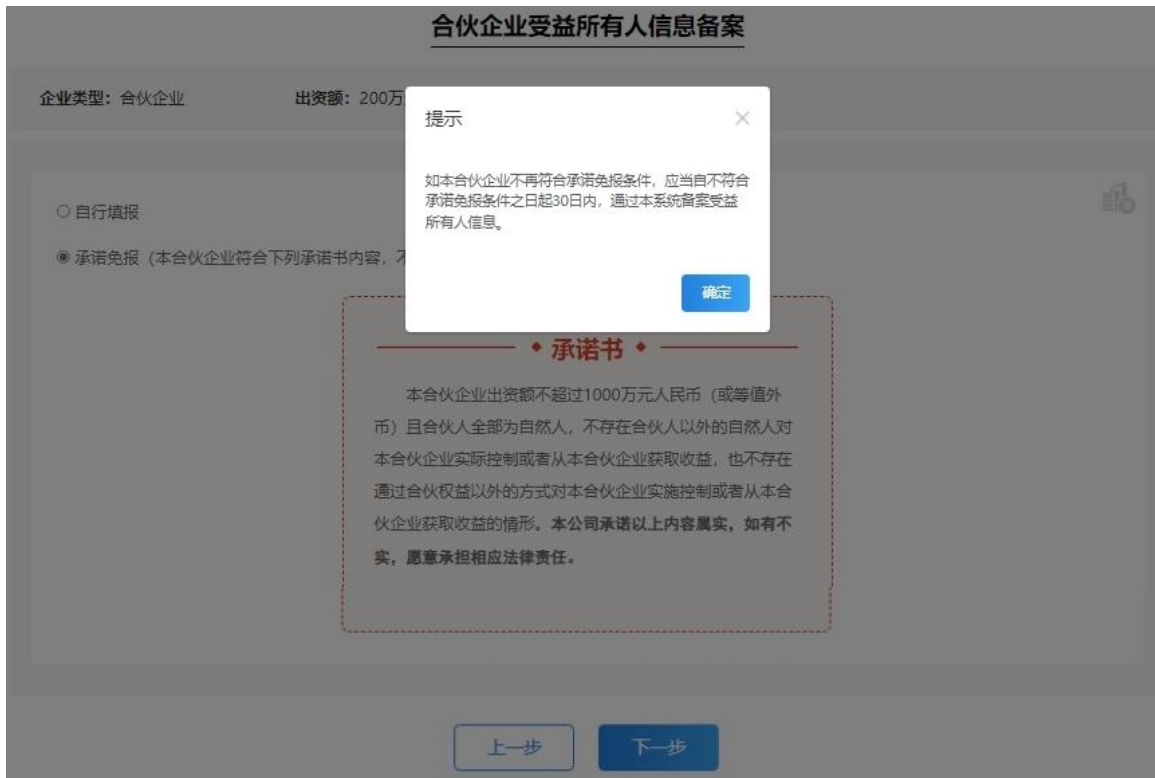 合伙企业受益所有人信息备案
企业类型：合伙企业 出资额：200万
提示
如本合伙企业不再符合承诺免报条件，应当自不符合
承诺免报条件之日起30日内，通过本系统备案受益
所有人信息。
确定
自行填报
承诺免报（本合伙企业符合下列承诺书内容，不
承诺书
本合伙企业出资额不超过1000万元人民币（或等值外
币）且合伙人全部为自然人，不存在合伙人以外的自然人对
本合伙企业实际控制或者从本合伙企业获取收益，也不存在
通过合伙权益以外的方式对本合伙企业实施控制或者从本合
伙企业获取收益的情形。本公司承诺以上内容属实，如有不
实，愿意承担相应法律责任。
上一步 下一步